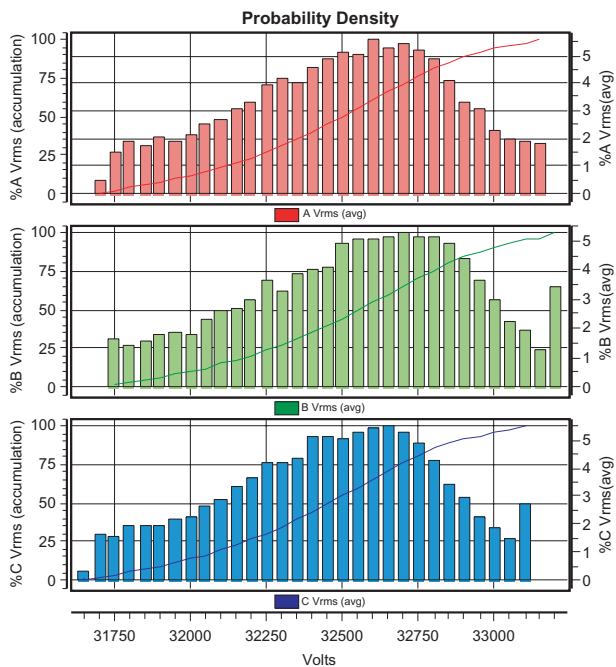 Probability Density
%A Vrms (accumulation)
100
75
50
25
0
5
4
3
2
1
0
%A Vrms(avg)
A Vrms (avg)
%B Vrms (accumulation)
100
75
50
25
0
5
4
3
2
1
0
%B Vrms(avg)
B Vrms (avg)
%C Vrms (accumulation)
100
75
50
25
0
5
4
3
2
1
0
%C Vrms(avg)
C Vrms (avg)
31750 32000 32250 32500 32750 33000
Volts